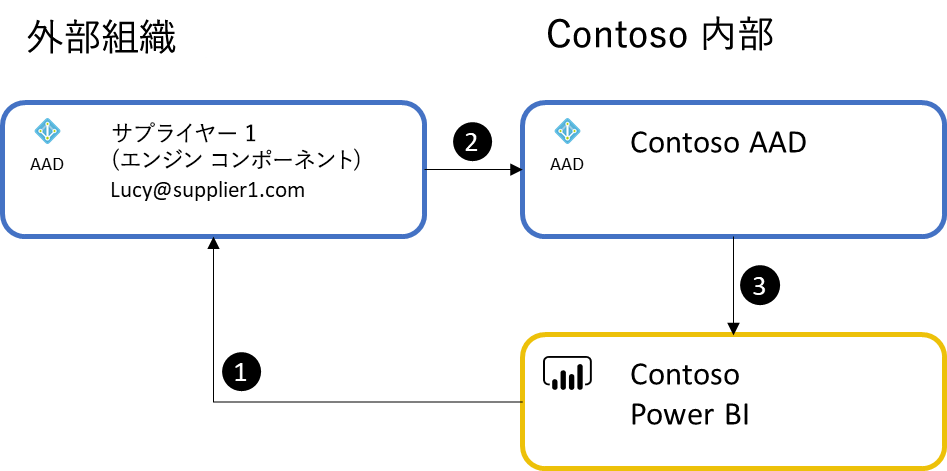 外部組織
Contoso 内部
AAD
サプライヤー 1
(エンジン コンポーネント)
Lucy@supplier1.com
2
AAD
Contoso AAD
3
1
Contoso
Power BI